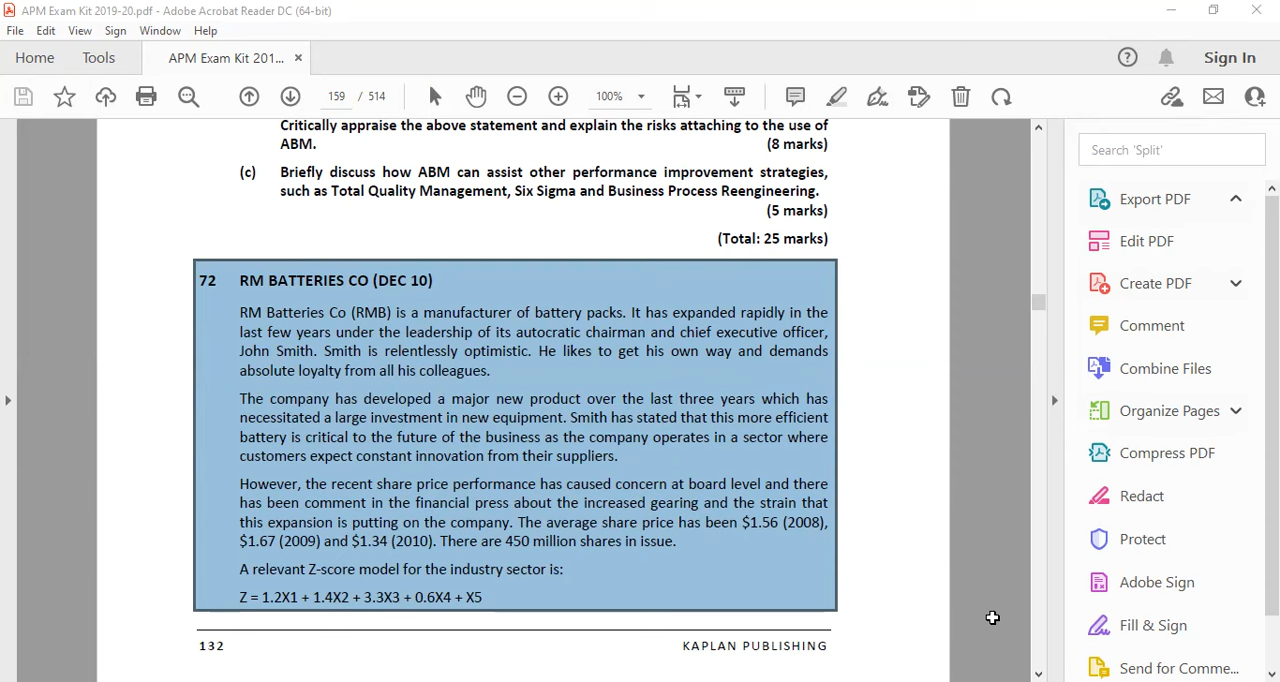 APM Exam Kit 2019-20.pdf - Adobe Acrobat Reader DC (64-bit)
File Edit View Sign Window Help
Home Tools APM Exam Kit 201... × Sign In
159 / 514 100%
Critically appraise the above statement and explain the risks attaching to the use of
ABM. (8 marks)
(c) Briefly discuss how ABM can assist other performance improvement strategies,
such as Total Quality Management, Six Sigma and Business Process Reengineering.
(5 marks)
(Total: 25 marks)
72 RM BATTERIES CO (DEC 10)
RM Batteries Co (RMB) is a manufacturer of battery packs. It has expanded rapidly in the
last few years under the leadership of its autocratic chairman and chief executive officer,
John Smith. Smith is relentlessly optimistic. He likes to get his own way and demands
absolute loyalty from all his colleagues.
The company has developed a major new product over the last three years which has
necessitated a large investment in new equipment. Smith has stated that this more efficient
battery is critical to the future of the business as the company operates in a sector where
customers expect constant innovation from their suppliers.
However, the recent share price performance has caused concern at board level and there
has been comment in the financial press about the increased gearing and the strain that
this expansion is putting on the company. The average share price has been $1.56 (2008),
$1.67 (2009) and $1.34 (2010). There are 450 million shares in issue.
A relevant Z-score model for the industry sector is:
Z = 1.2X1 + 1.4X2 + 3.3X3 + 0.6X4 + X5
132 KAPLAN PUBLISHING
Search 'Split'
Export PDF
Edit PDF
Create PDF
Comment
Combine Files
Organize Pages
Compress PDF
Redact
Protect
Adobe Sign
Fill & Sign
Send for Comme...